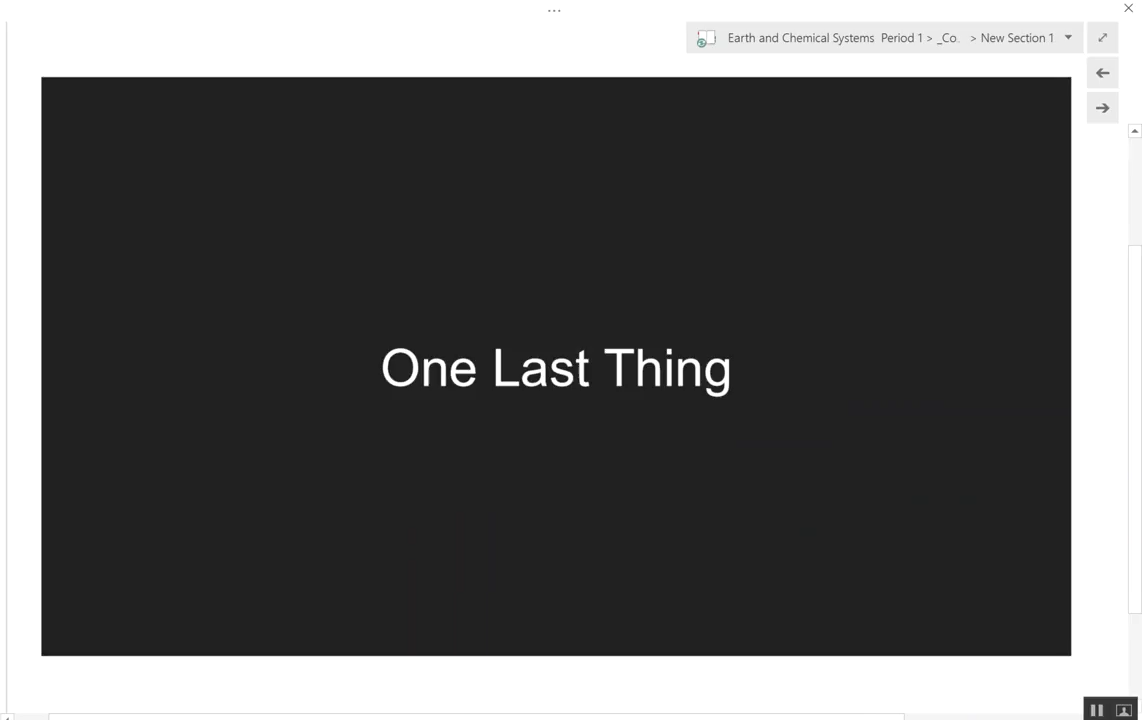 ...
Earth and Chemical Systems Period 1 > _Co. > New Section 1
One Last Thing